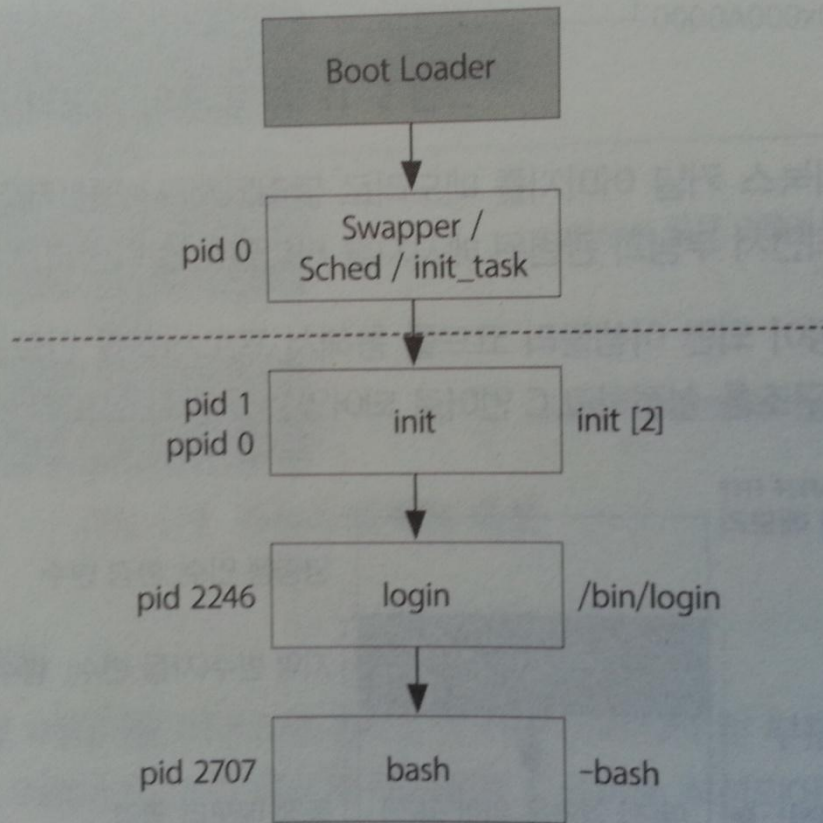 Boot Loader
pid 0
Swapper /
Sched / init_task
pid 1
ppid 0
init
init [2]
pid 2246
login
/bin/login
pid 2707
bash
-bash